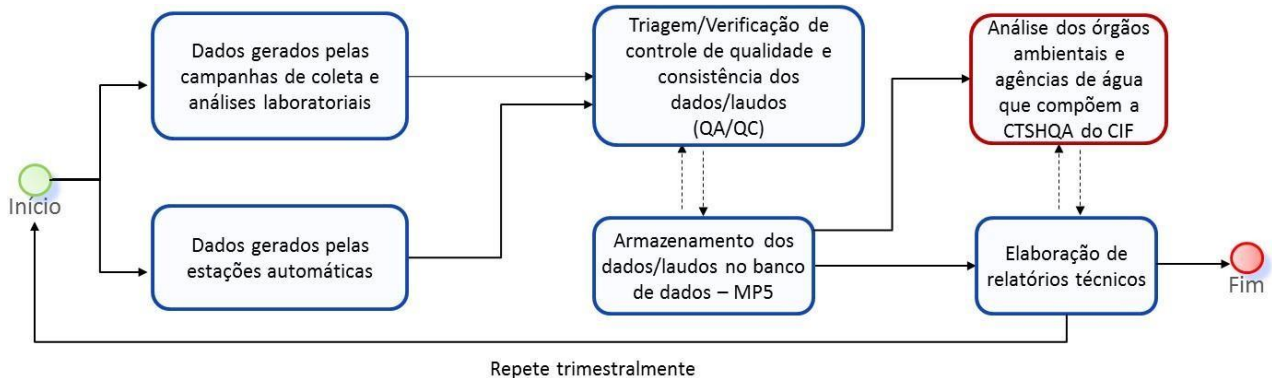 Dados gerados pelas
campanhas de coleta e
análises laboratoriais
Triagem/Verificação de
controle de qualidade e
consistência dos
dados/laudos
(QA/QC)
Análise dos órgãos
ambientais e
agências de água
que compõem a
CTSHQA do CIF
Início
Dados gerados pelas
estações automáticas
Armazenamento dos
dados/laudos no banco
de dados – MP5
Elaboração de
relatórios técnicos
Fim
Repete trimestralmente